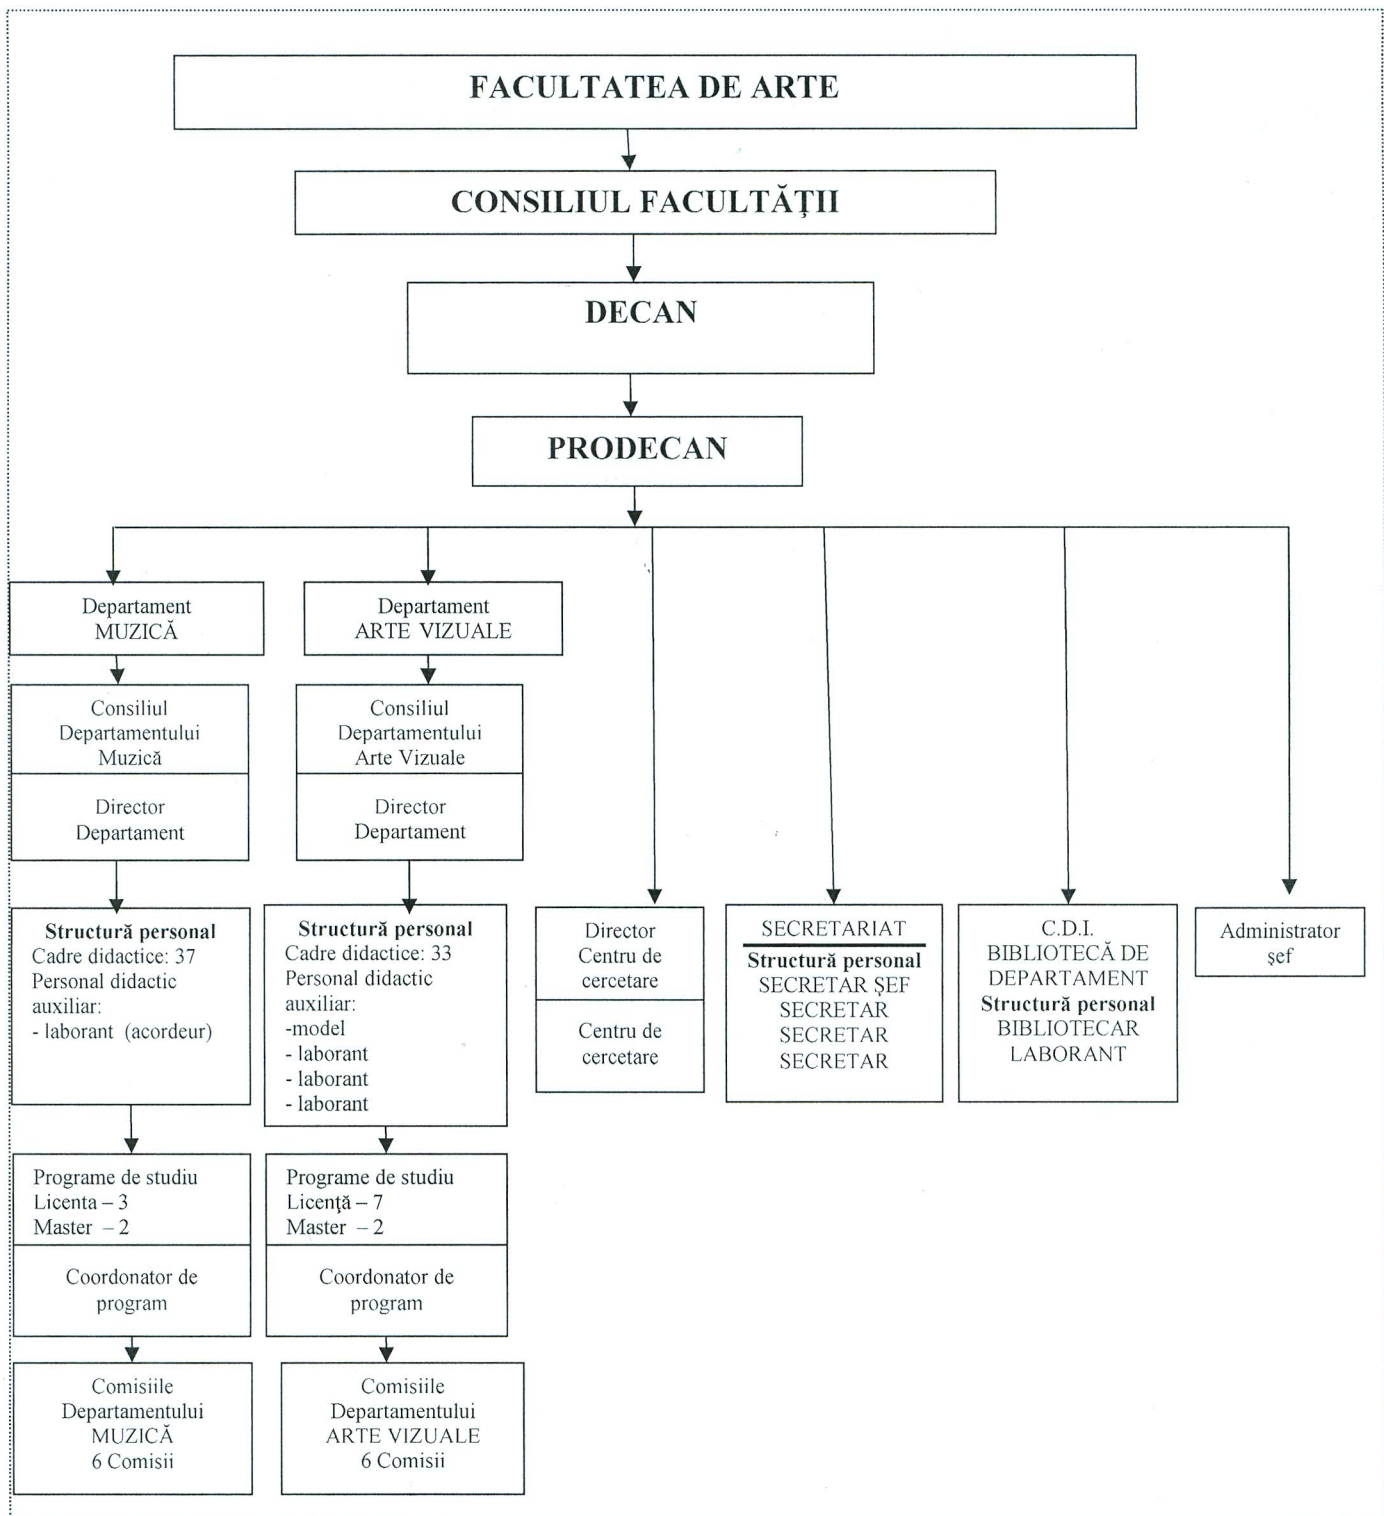 FACULTATEA DE ARTE
CONSILIUL FACULTĂŢII
DECAN
PRODECAN
Departament
MUZICĂ
Consiliul
Departamentului
Muzică
Director
Departament
Structură personal
Cadre didactice: 37
Personal didactic
auxiliar:
- laborant (acordeur)
Programe de studiu
Licenta – 3
Master – 2
Coordonator de
program
Comisiile
Departamentului
MUZICĂ
6 Comisii
Departament
ARTE VIZUALE
Consiliul
Departamentului
Arte Vizuale
Director
Departament
Structură personal
Cadre didactice: 33
Personal didactic
auxiliar:
-model
- laborant
- laborant
- laborant
Programe de studiu
Licenţă – 7
Master – 2
Coordonator de
program
Comisiile
Departamentului
ARTE VIZUALE
6 Comisii
Director
Centru de
cercetare
Centru de
cercetare
SECRETARIAT
Structură personal
SECRETAR ŞEF
SECRETAR
SECRETAR
SECRETAR
C.D.I.
BIBLIOTECĂ DE
DEPARTAMENT
Structură personal
BIBLIOTECAR
LABORANT
Administrator
şef